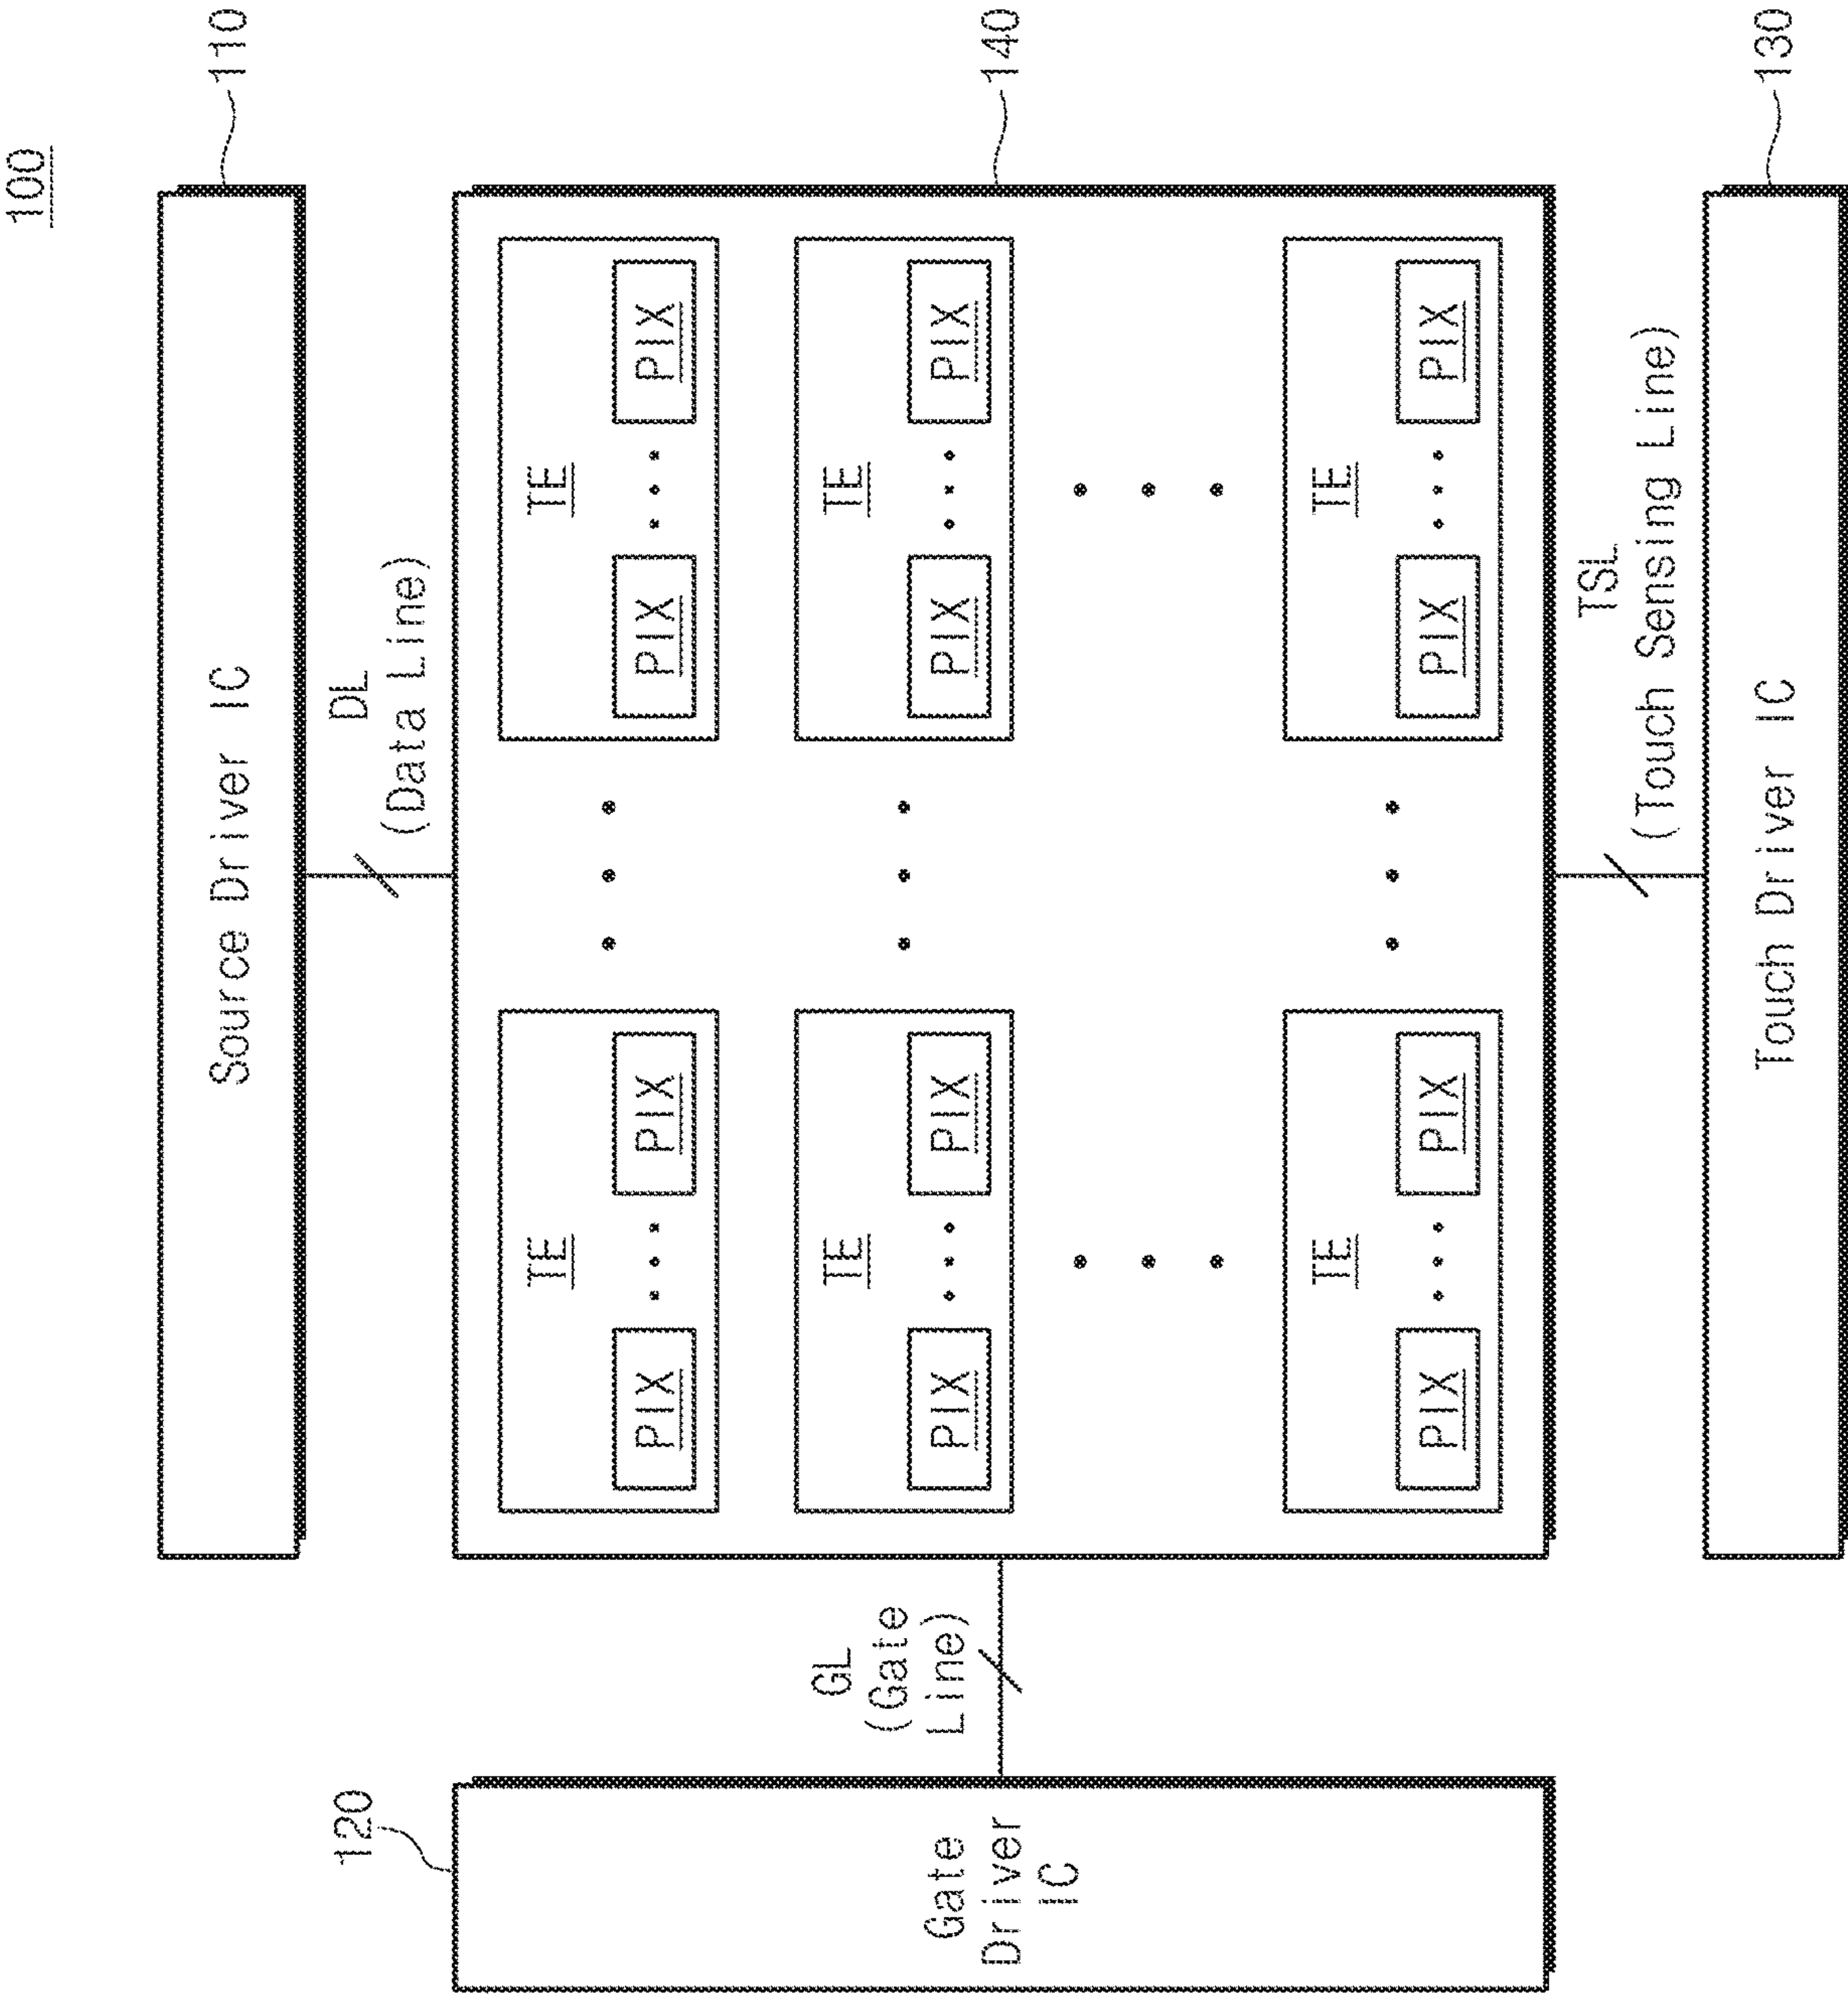 100
Source Driver IC
110
DL
(Data Line)
120
Gate
Driver
IC
GL
(Gate
Line)
TE
PIX
PIX
TE
PIX
PIX
TE
PIX
PIX
TE
PIX
PIX
TE
PIX
PIX
TE
PIX
PIX
140
TSL
(Touch Sensing Line)
Touch Driver IC
130